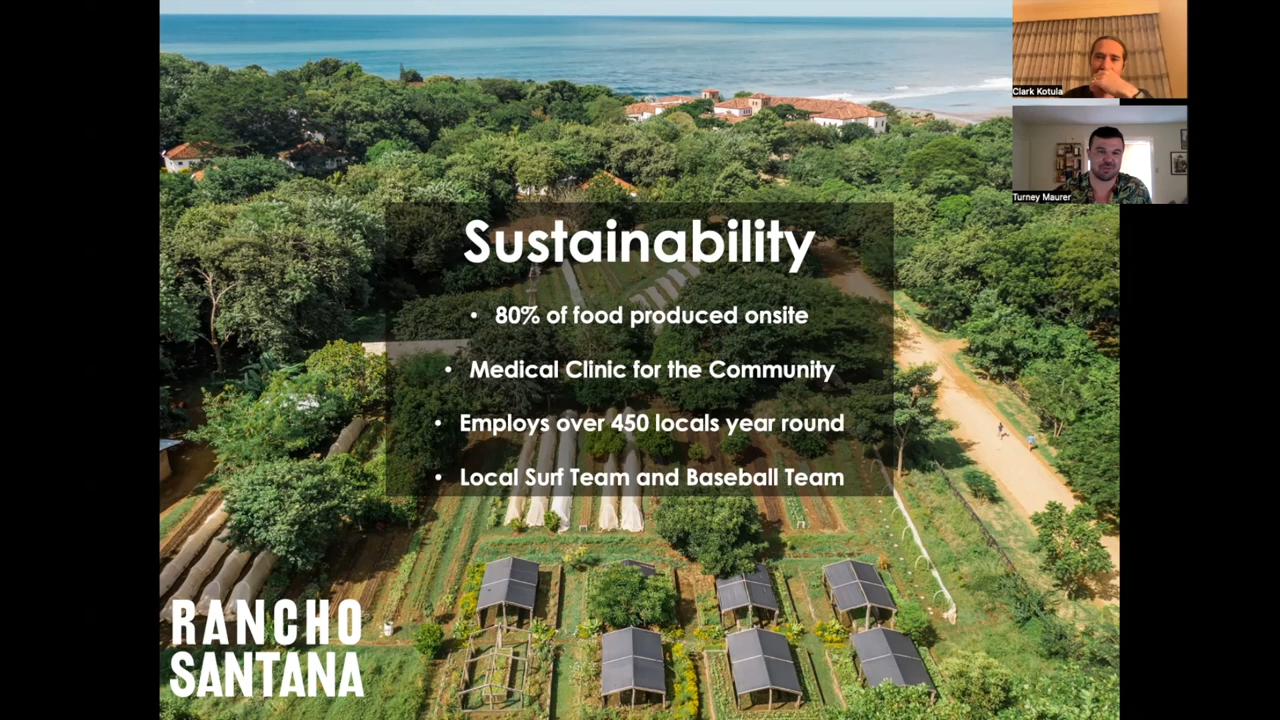 Clark Kotula
Turney Maurer
Sustainability
• 80% of food produced onsite
• Medical Clinic for the Community
• Employs over 450 locals year round
• Local Surf Team and Baseball Team
RANCHO
SANTANA